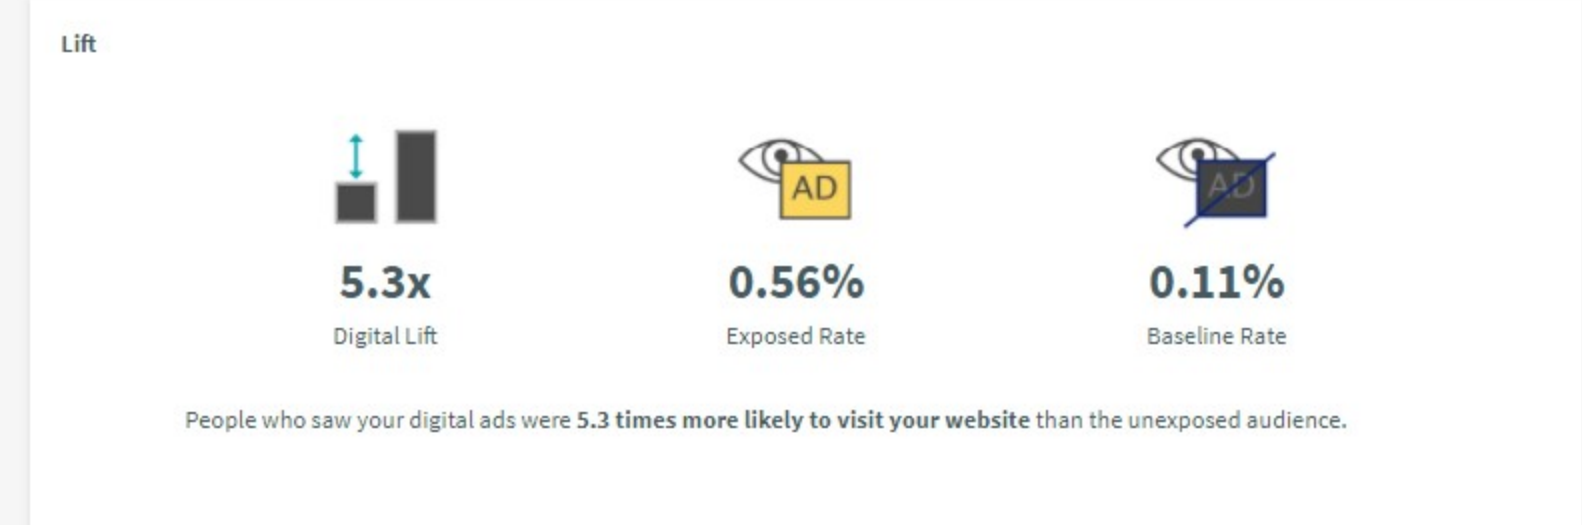 Lift
AD
AD
5.3x
0.56%
0.11%
Digital Lift
Exposed Rate
Baseline Rate
People who saw your digital ads were 5.3 times more likely to visit your website than the unexposed audience.